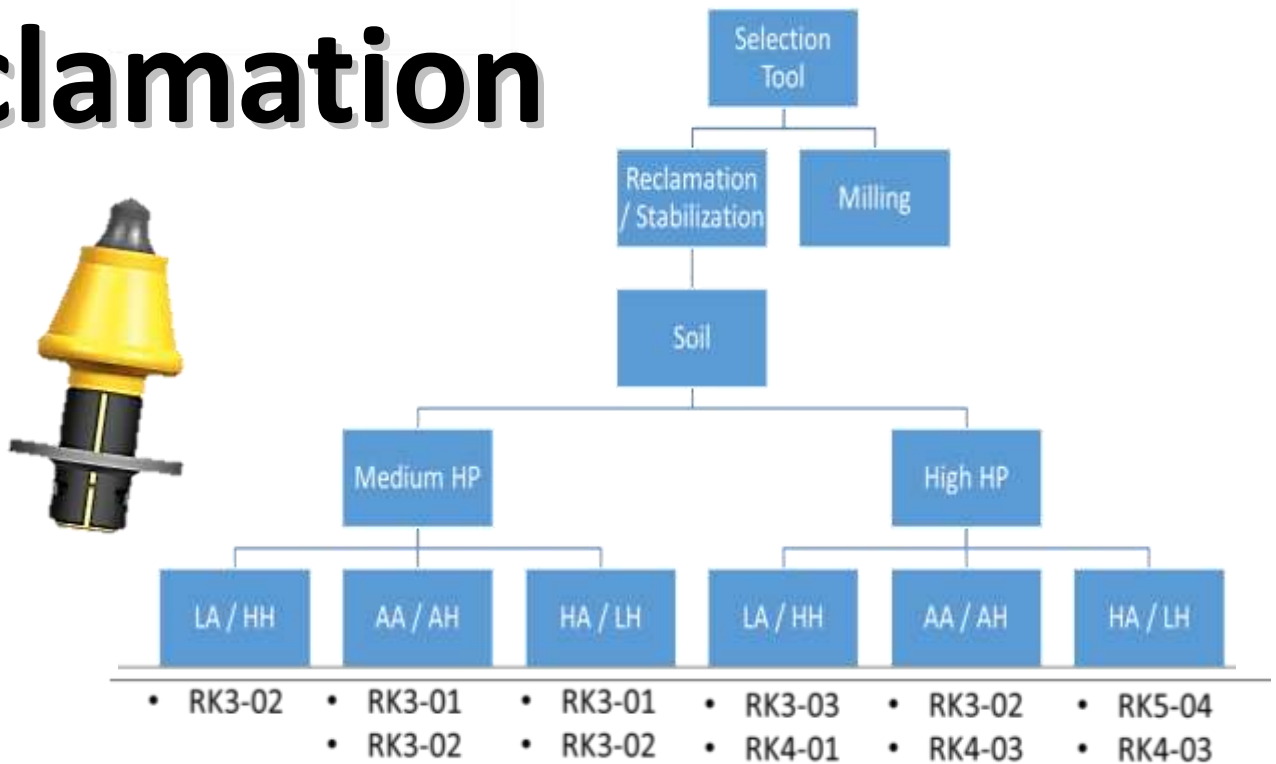 clamation
Selection
Tool
Reclamation
/ Stabilization
Milling
Soil
Medium HP
High HP
LA / HH
AA / AH
HA / LH
LA / HH
AA / AH
HA / LH
• RK3-02
• RK3-01
• RK3-02
• RK3-01
• RK3-02
• RK3-03
• RK4-01
• RK3-02
• RK4-03
• RK5-04
• RK4-03